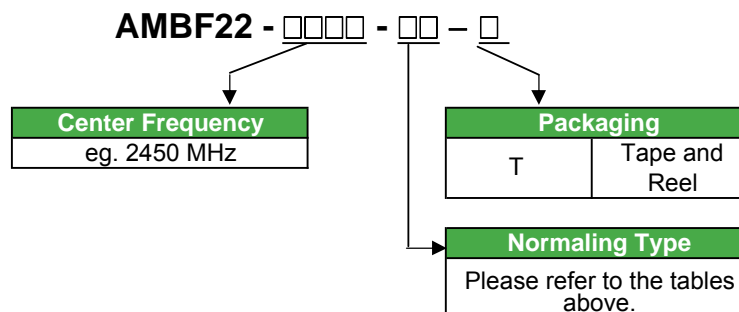 AMBF22 - □□□□ - □□ – □
Center Frequency
eg. 2450 MHz
Packaging
T
Tape and
Reel
Normaling Type
Please refer to the tables
above.